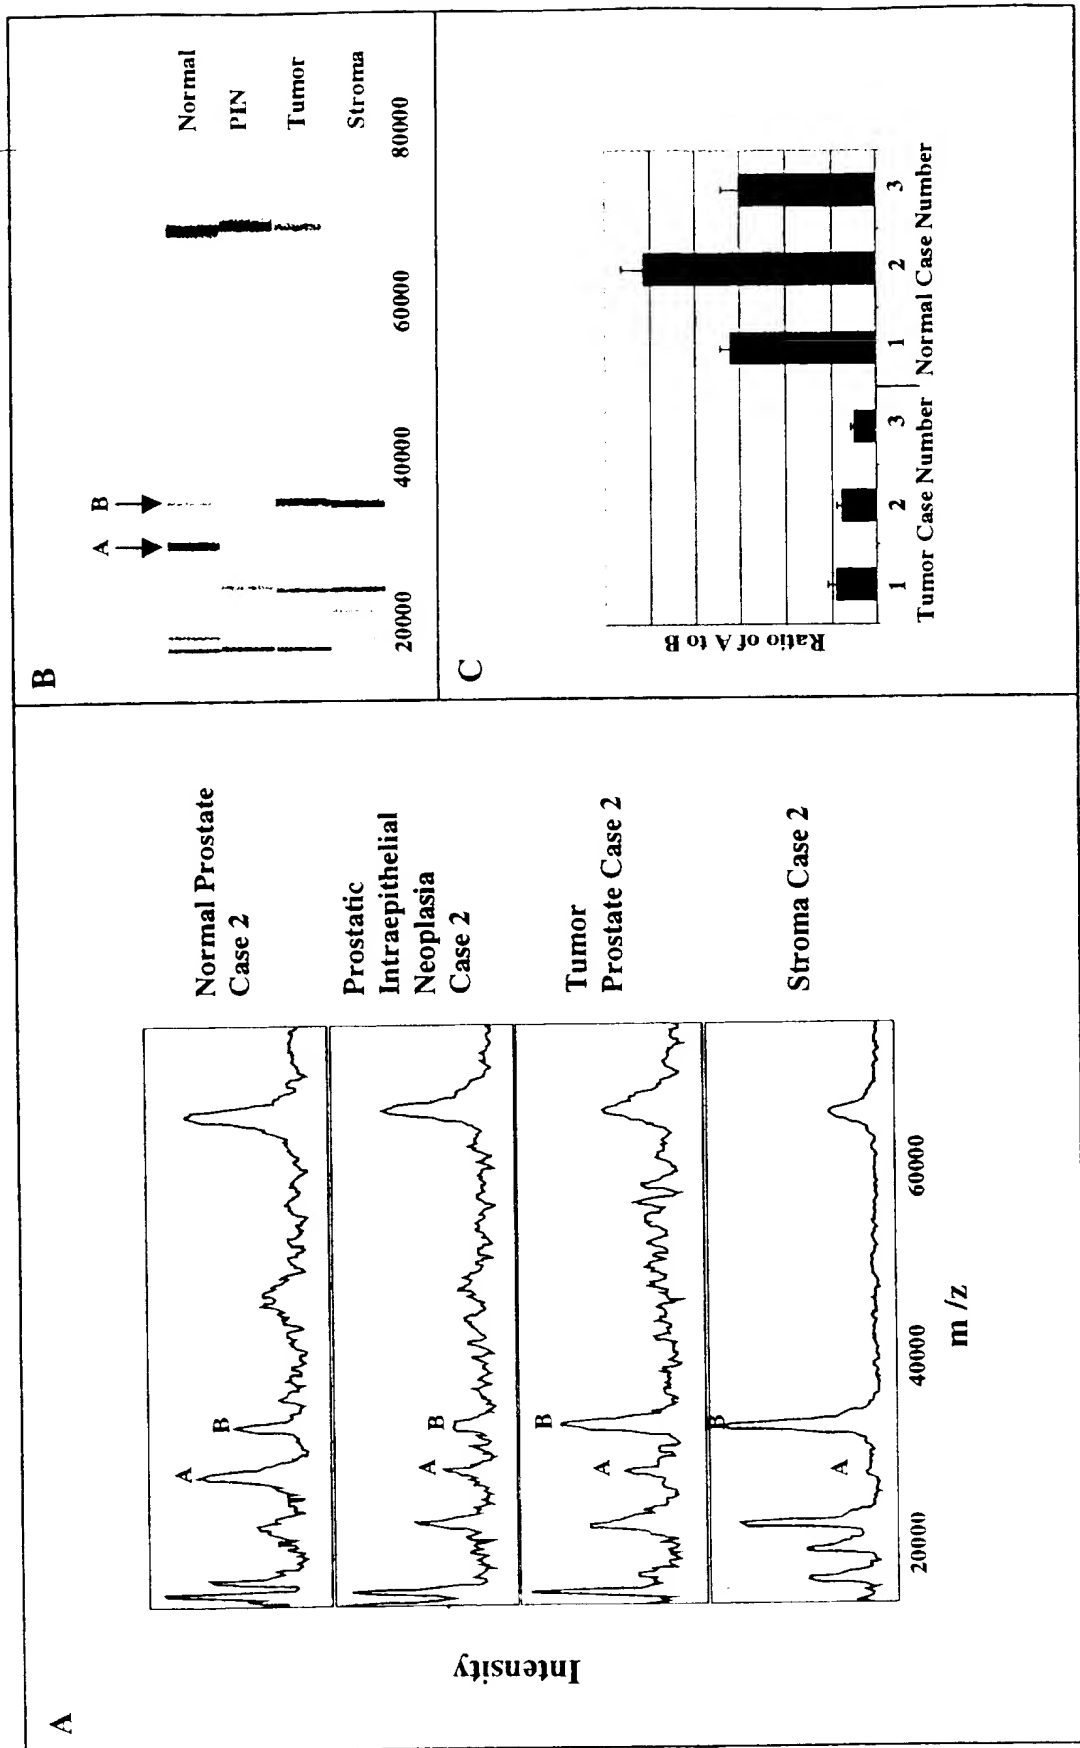 A
Intensity
A
B
Normal Prostate
Case 2
A
B
Prostatic
Intraepithelial
Neoplasia
Case 2
A
B
Tumor
Prostate Case 2
A
B
Stroma Case 2
20000
40000
60000
m /z
B
A
B
Normal
PIN
Tumor
Stroma
20000
40000
60000
80000
C
Ratio of A to B
1
2
3
1
2
3
Tumor Case Number
Normal Case Number